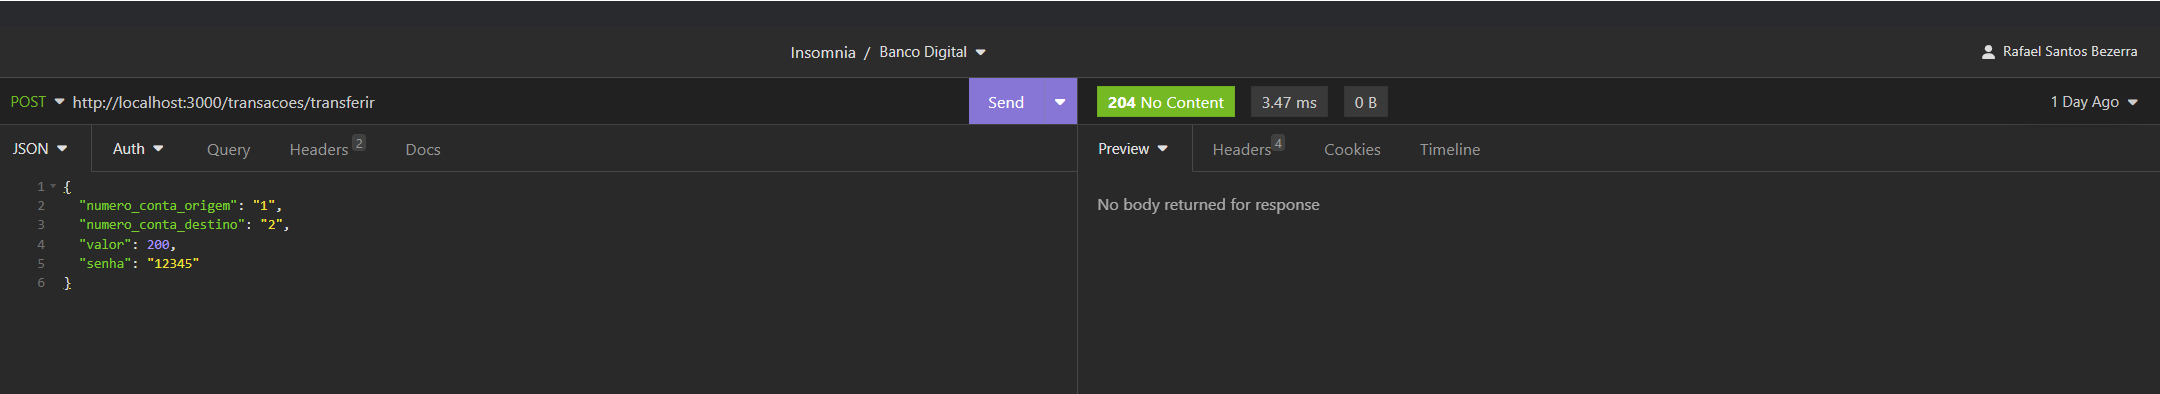 Insomnia / Banco Digital
Rafael Santos Bezerra
POST http://localhost:3000/transacoes/transferir
Send
204 No Content 3.47 ms 0 B
1 Day Ago
JSON Auth Query Headers 2 Docs
Preview Headers 4 Cookies Timeline
1 {
2 "numero_conta_origem": "1",
3 "numero_conta_destino": "2",
4 "valor": 200,
5 "senha": "12345"
6 }
No body returned for response